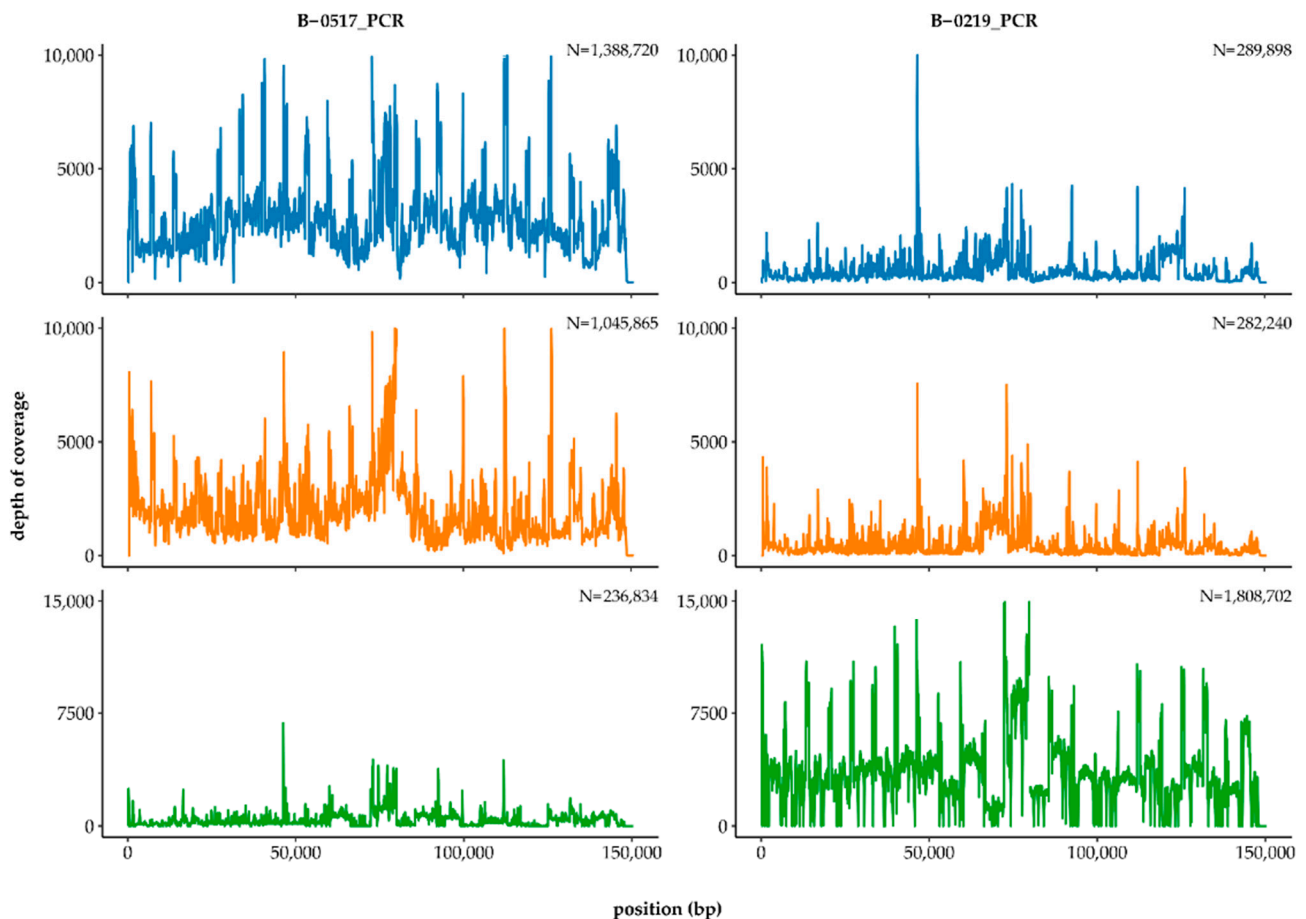 B−0517_PCR
B−0219_PCR
10,000
5000
0
N=1,388,720
10,000
5000
0
N=289,898
10,000
5000
0
N=1,045,865
10,000
5000
0
N=282,240
15,000
7500
0
N=236,834
15,000
7500
0
N=1,808,702
0
50,000
100,000
150,000
0
50,000
100,000
150,000
depth of coverage
position (bp)